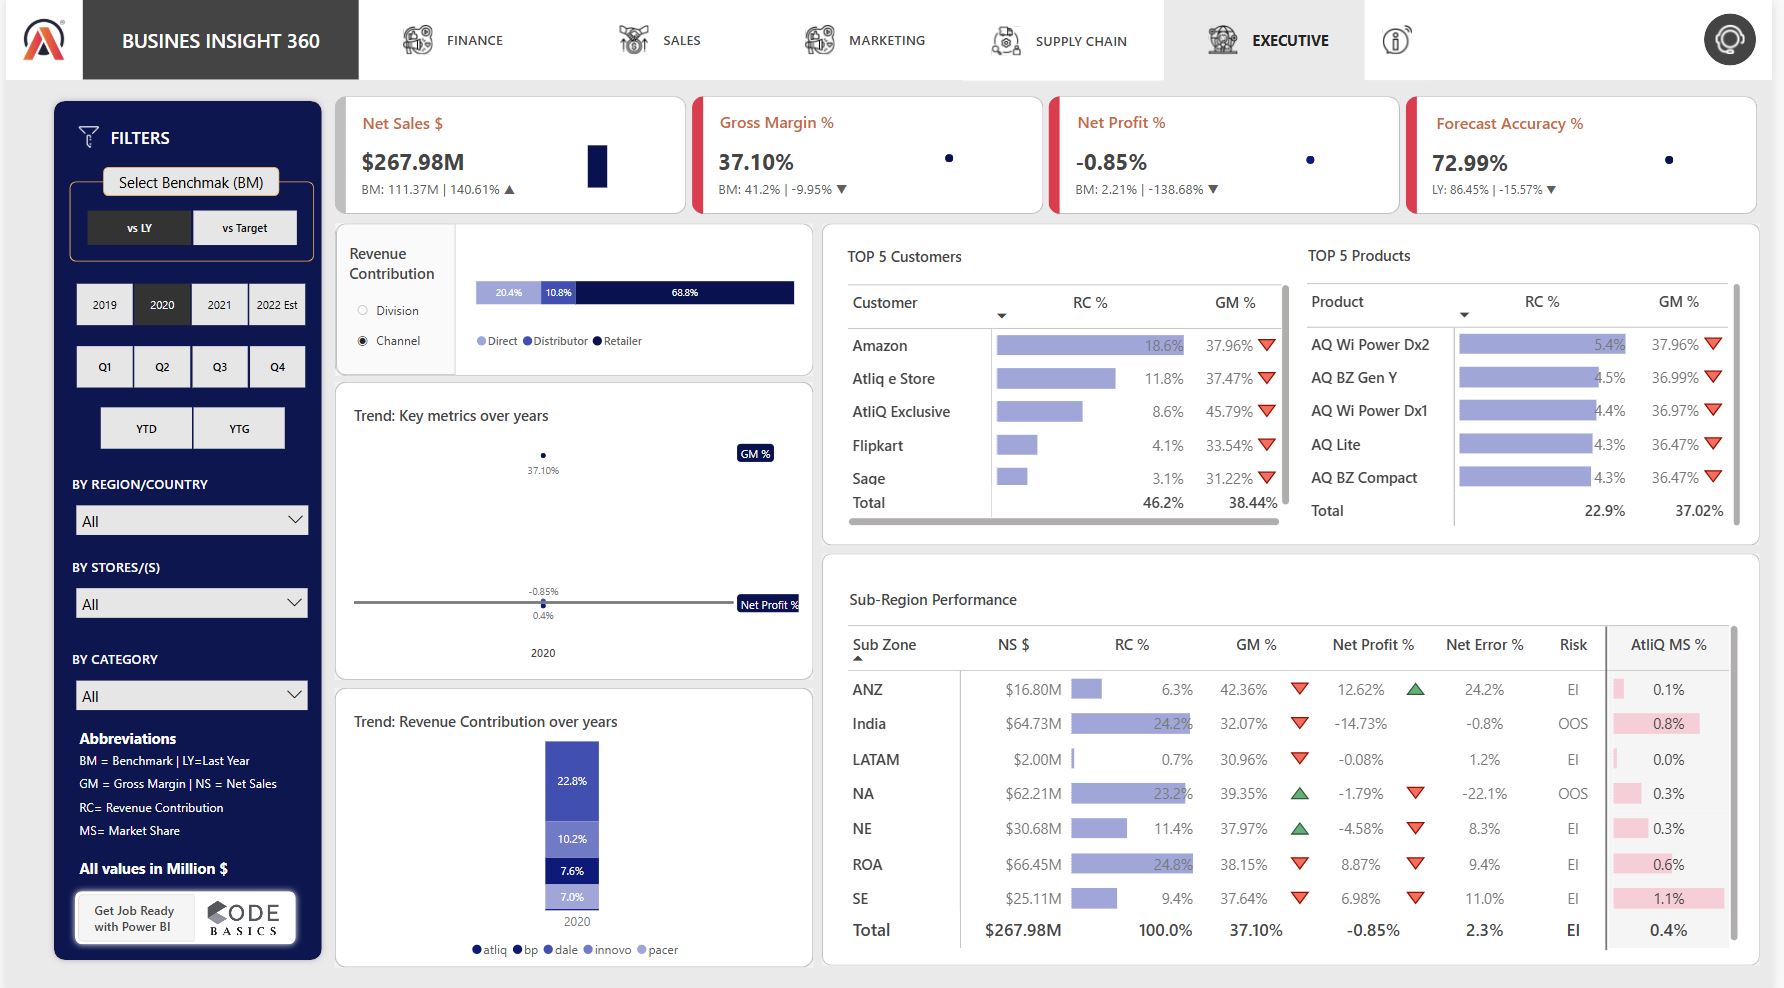 BUSINES INSIGHT 360
FINANCE
SALES
MARKETING
SUPPLY CHAIN
EXECUTIVE
FILTERS
Select Benchmak (BM)
vs LY
vs Target
2019
2020
2021
2022 Est
Q1
Q2
Q3
Q4
YTD
YTG
BY REGION/COUNTRY
All
BY STORES/(S)
All
BY CATEGORY
All
Abbreviations
BM = Benchmark | LY=Last Year
GM = Gross Margin | NS = Net Sales
RC= Revenue Contribution
MS= Market Share
All values in Million $
Get Job Ready
with Power BI
CODE
BASICS
Net Sales $
$267.98M
BM: 111.37M | 140.61% ▲
Gross Margin %
37.10%
BM: 41.2% | -9.95% ▼
Net Profit %
-0.85%
BM: 2.21% | -138.68% ▼
Forecast Accuracy %
72.99%
LY: 86.45% | -15.57% ▼
Revenue
Contribution
Division
Channel
20.4% 10.8% 68.8%
Direct Distributor Retailer
Trend: Key metrics over years
GM %
37.10%
-0.85%
Net Profit %
0.4%
2020
Trend: Revenue Contribution over years
22.8%
10.2%
7.6%
7.0%
2020
atliq bp dale innovo pacer
TOP 5 Customers
Customer RC % GM %
Amazon 18.6% 37.96%
Atliq e Store 11.8% 37.47%
AtliQ Exclusive 8.6% 45.79%
Flipkart 4.1% 33.54%
Sage 3.1% 31.22%
Total 46.2% 38.44%
TOP 5 Products
Product RC % GM %
AQ Wi Power Dx2 5.4% 37.96%
AQ BZ Gen Y 4.5% 36.99%
AQ Wi Power Dx1 4.4% 36.97%
AQ Lite 4.3% 36.47%
AQ BZ Compact 4.3% 36.47%
Total 22.9% 37.02%
Sub-Region Performance
Sub Zone NS $ RC % GM % Net Profit % Net Error % Risk AtliQ MS %
ANZ $16.80M 6.3% 42.36% 12.62% 24.2% EI 0.1%
India $64.73M 24.2% 32.07% -14.73% -0.8% OOS 0.8%
LATAM $2.00M 0.7% 30.96% -0.08% 1.2% EI 0.0%
NA $62.21M 23.2% 39.35% -1.79% -22.1% OOS 0.3%
NE $30.68M 11.4% 37.97% -4.58% 8.3% EI 0.3%
ROA $66.45M 24.8% 38.15% 8.87% 9.4% EI 0.6%
SE $25.11M 9.4% 37.64% 6.98% 11.0% EI 1.1%
Total $267.98M 100.0% 37.10% -0.85% 2.3% EI 0.4%